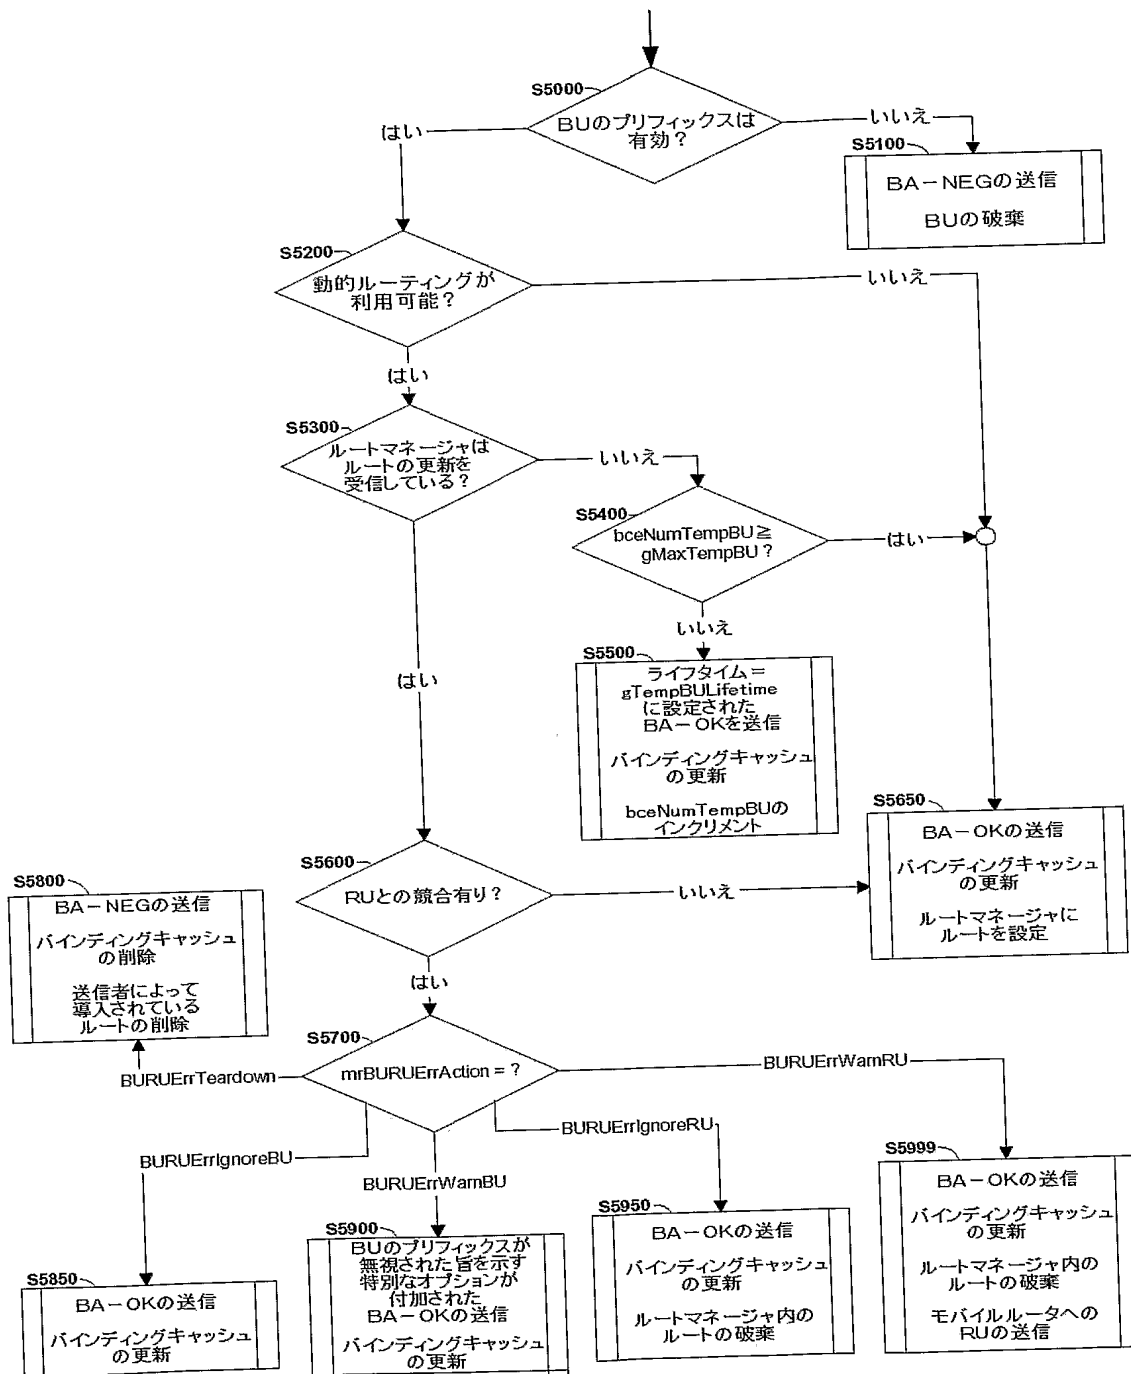 S5000
BUのプリフィックスは
有効？
はい
いいえ
S5100
BA－NEGの送信
BUの破棄
S5200
動的ルーティングが
利用可能？
いいえ
はい
S5300
ルートマネージャは
ルートの更新を
受信している？
いいえ
S5400
bceNumTempBU≧
gMaxTempBU？
はい
いいえ
S5500
ライフタイム＝
gTempBULifetime
に設定された
BA－OKを送信
バインディングキャッシュ
の更新
bceNumTempBUの
インクリメント
はい
S5600
RUとの競合有り？
いいえ
S5650
BA－OKの送信
バインディングキャッシュ
の更新
ルートマネージャに
ルートを設定
はい
S5800
BA－NEGの送信
バインディングキャッシュ
の削除
送信者によって
導入されている
ルートの削除
S5700
mrBURUErrAction=？
BURUErrTeardown
BURUErrWarnRU
BURUErrIgnoreRU
BURUErrIgnoreBU
BURUErrWarnBU
S5850
BA－OKの送信
バインディングキャッシュ
の更新
S5900
BUのプリフィックスが
無視された旨を示す
特別なオプションが
付加された
BA－OKの送信
バインディングキャッシュ
の更新
S5950
BA－OKの送信
バインディングキャッシュ
の更新
ルートマネージャ内の
ルートの破棄
S5999
BA－OKの送信
バインディングキャッシュ
の更新
ルートマネージャ内の
ルートの破棄
モバイルルータへの
RUの送信